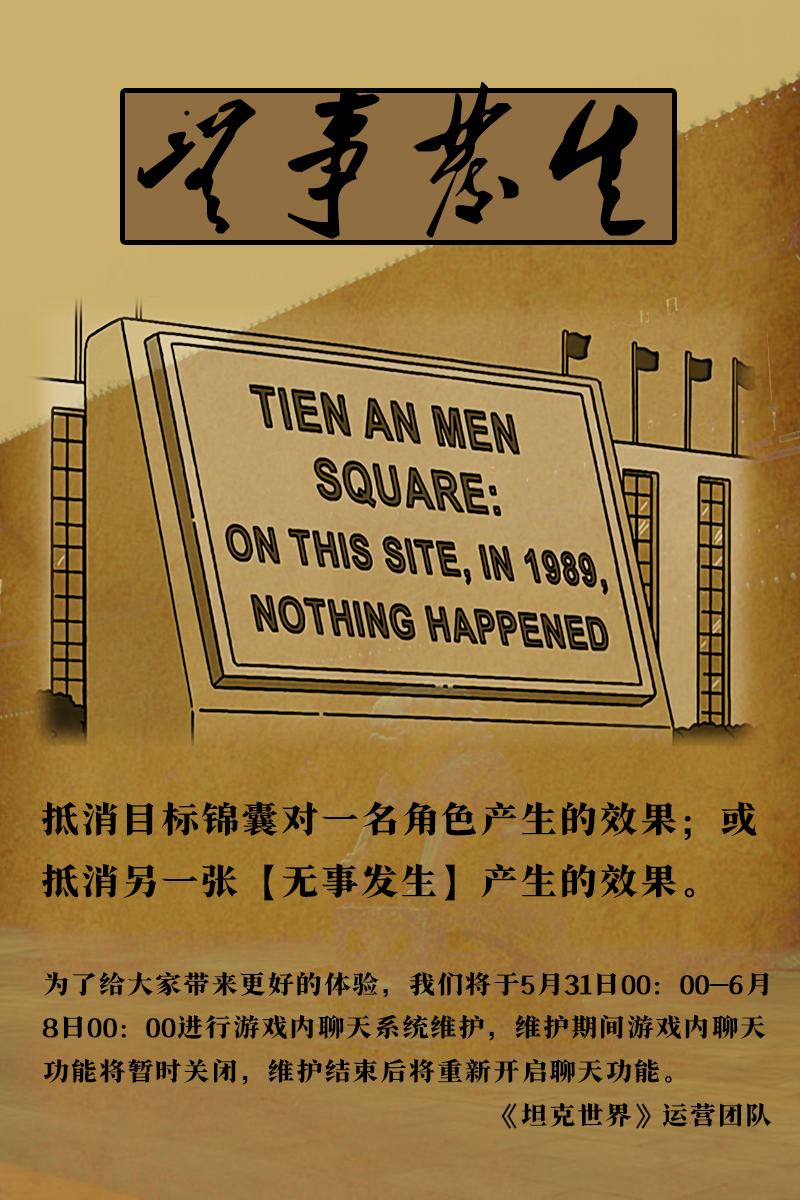 无事发生
TIEN AN MEN
SQUARE:
ON THIS SITE, IN 1989,
NOTHING HAPPENED
抵消目标锦囊对一名角色产生的效果；或
抵消另一张【无事发生】产生的效果。
为了给大家带来更好的体验，我们将于5月31日00：00—6月
8日00：00进行游戏内聊天系统维护，维护期间游戏内聊天
功能将暂时关闭，维护结束后将重新开启聊天功能。
《坦克世界》运营团队